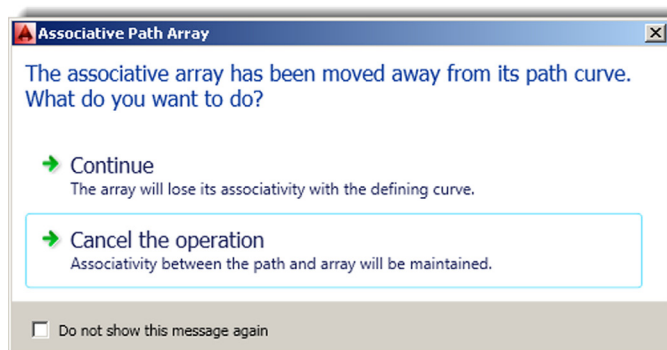 Associative Path Array
The associative array has been moved away from its path curve.
What do you want to do?
Continue
The array will lose its associativity with the defining curve.
Cancel the operation
Associativity between the path and array will be maintained.
Do not show this message again